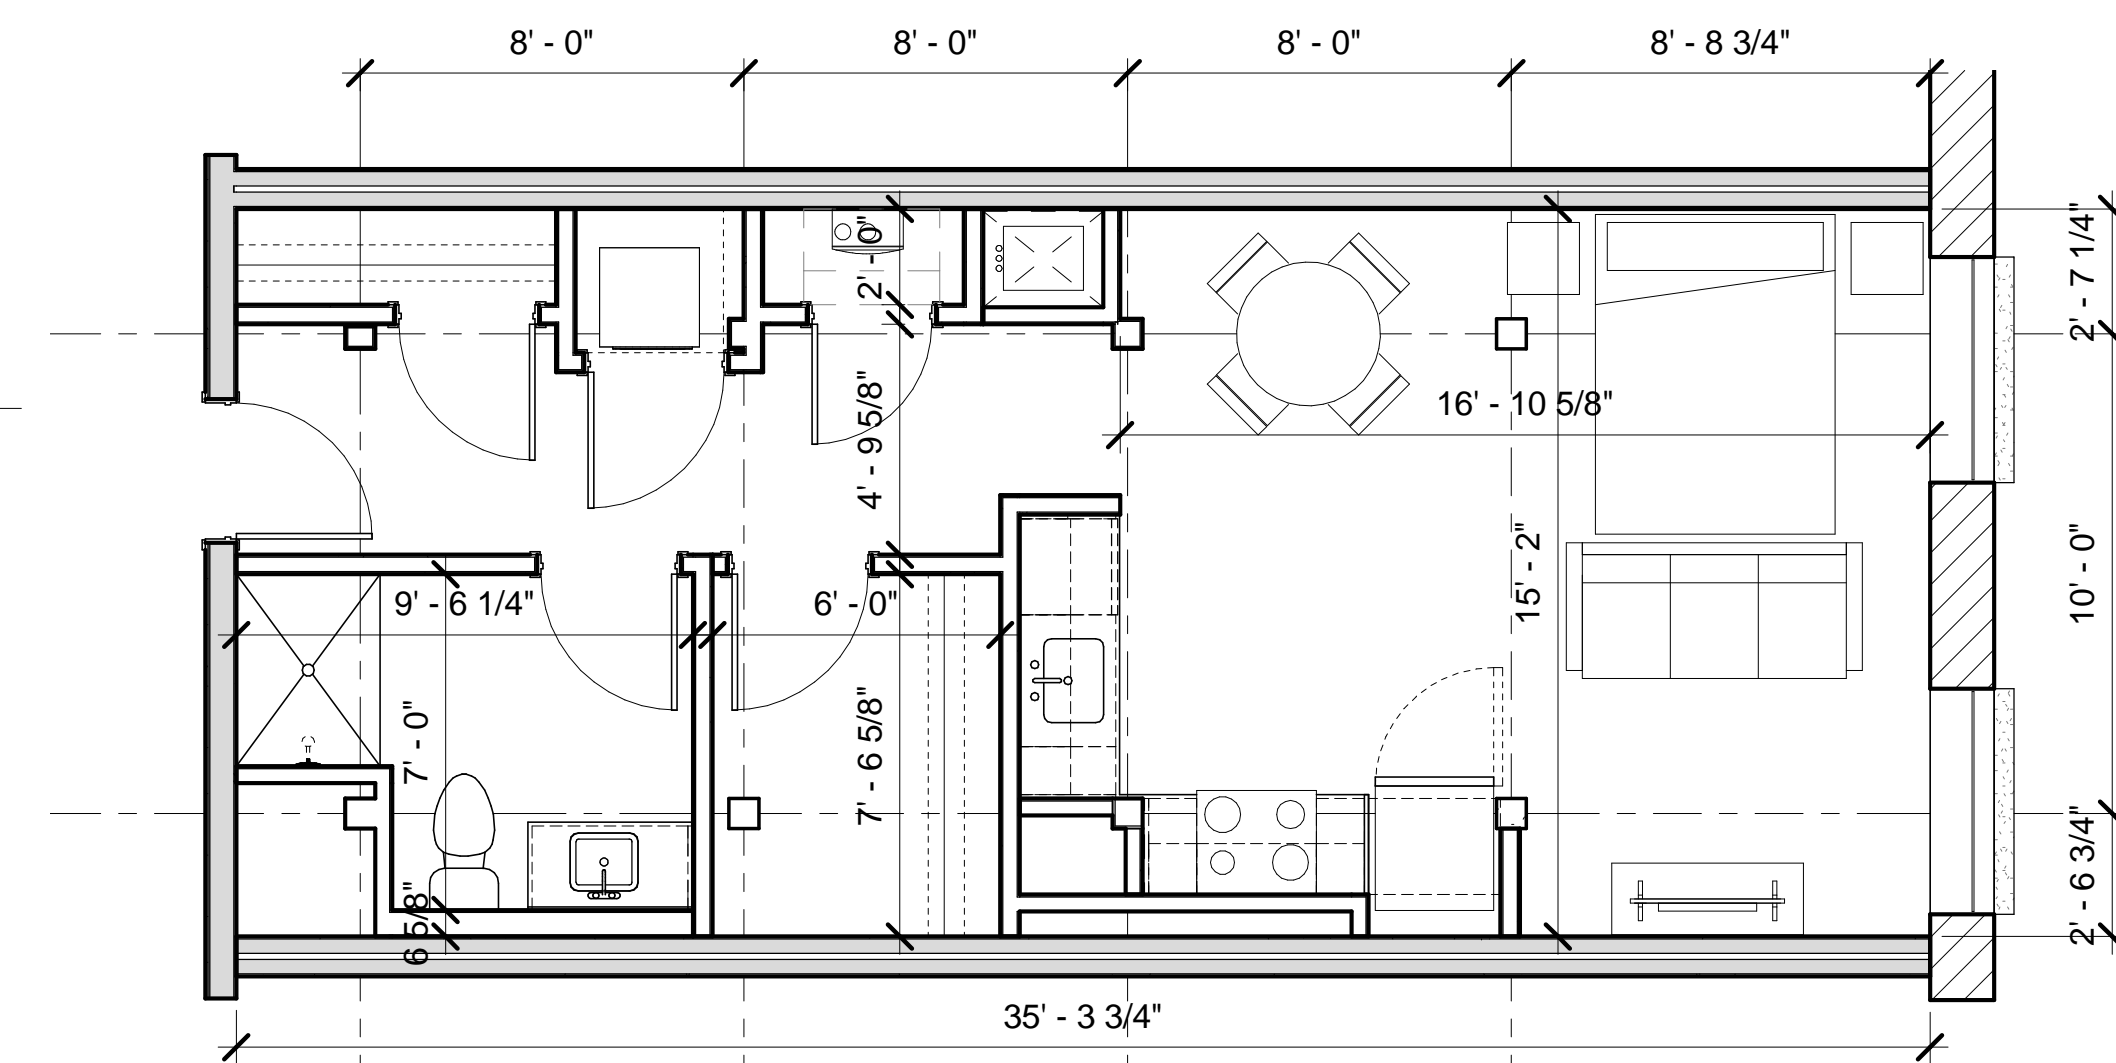 8' - 0"
8' - 0"
8' - 0"
8' - 8 3/4"
2' - 0"
2' - 7 1/4"
16' - 10 5/8"
4' - 9 5/8"
15' - 2"
10' - 0"
9' - 6 1/4"
6' - 0"
7' - 0"
7' - 6 5/8"
2' - 6 3/4"
6 5/8"
35' - 3 3/4"